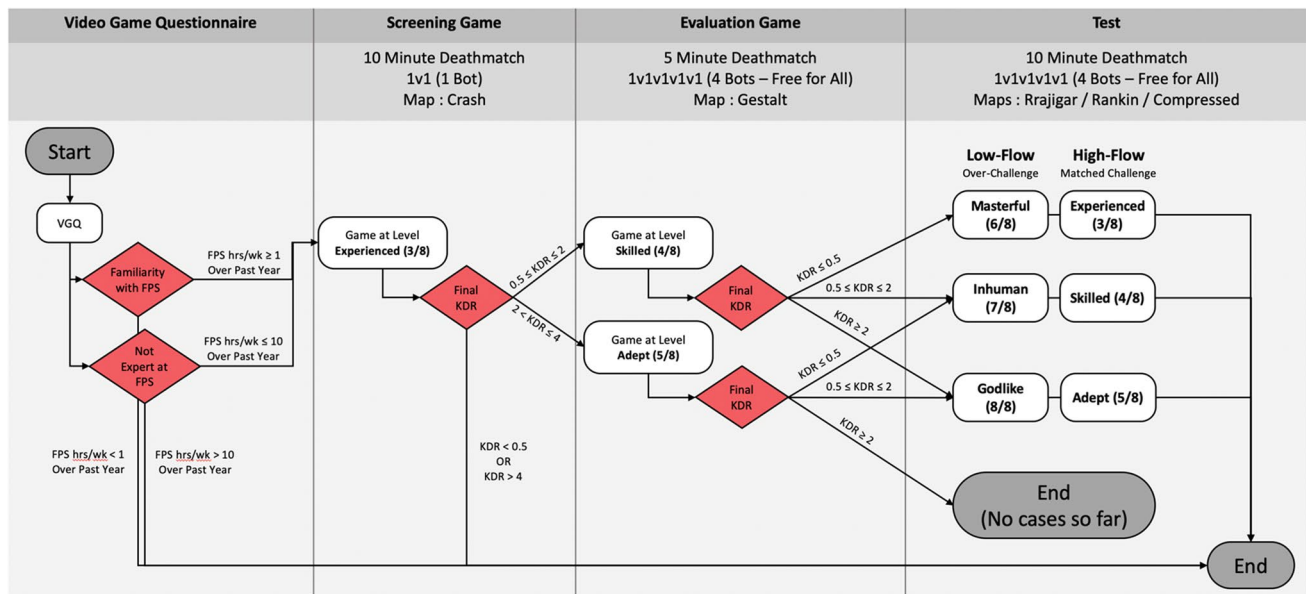 Video Game Questionnaire
Screening Game
Evaluation Game
Test
10 Minute Deathmatch
1v1 (1 Bot)
Map : Crash
5 Minute Deathmatch
1v1v1v1v1 (4 Bots – Free for All)
Map : Gestalt
10 Minute Deathmatch
1v1v1v1v1 (4 Bots – Free for All)
Maps : Rrajigar / Rankin / Compressed
Start
VGQ
Familiarity
with FPS
FPS hrs/wk ≥ 1
Over Past Year
Not
Expert at
FPS
FPS hrs/wk ≤ 10
Over Past Year
FPS hrs/wk < 1
Over Past Year
FPS hrs/wk > 10
Over Past Year
Game at Level
Experienced (3/8)
Final
KDR
0.5 ≤ KDR ≤ 2
2 < KDR ≤ 4
KDR < 0.5
OR
KDR > 4
Game at Level
Skilled (4/8)
Final
KDR
KDR ≤ 0.5
0.5 ≤ KDR ≤ 2
KDR ≥ 2
Game at Level
Adept (5/8)
Final
KDR
KDR ≤ 0.5
0.5 ≤ KDR ≤ 2
KDR ≥ 2
Low-Flow
Over-Challenge
High-Flow
Matched Challenge
Masterful
(6/8)
Experienced
(3/8)
Inhuman
(7/8)
Skilled (4/8)
Godlike
(8/8)
Adept (5/8)
End
(No cases so far)
End